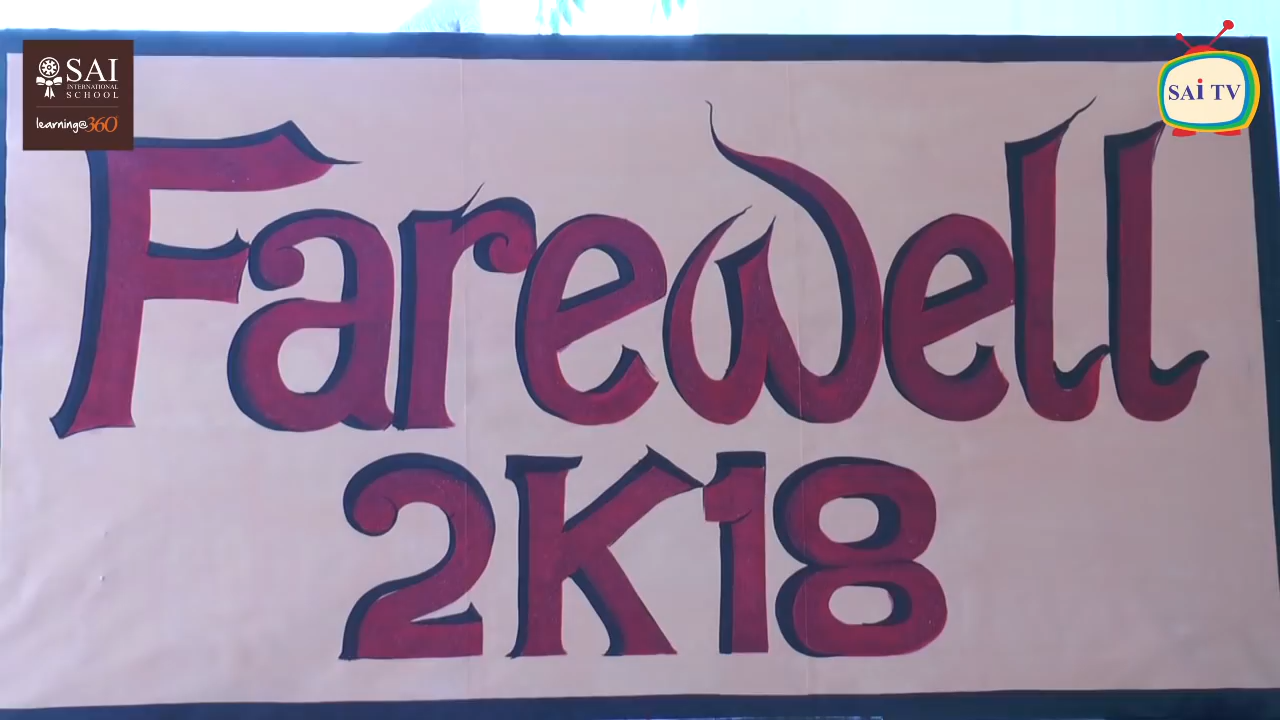 SAI
INTERNATIONAL
SCHOOL
learning@360°
SAi TV
Farewell
2K18